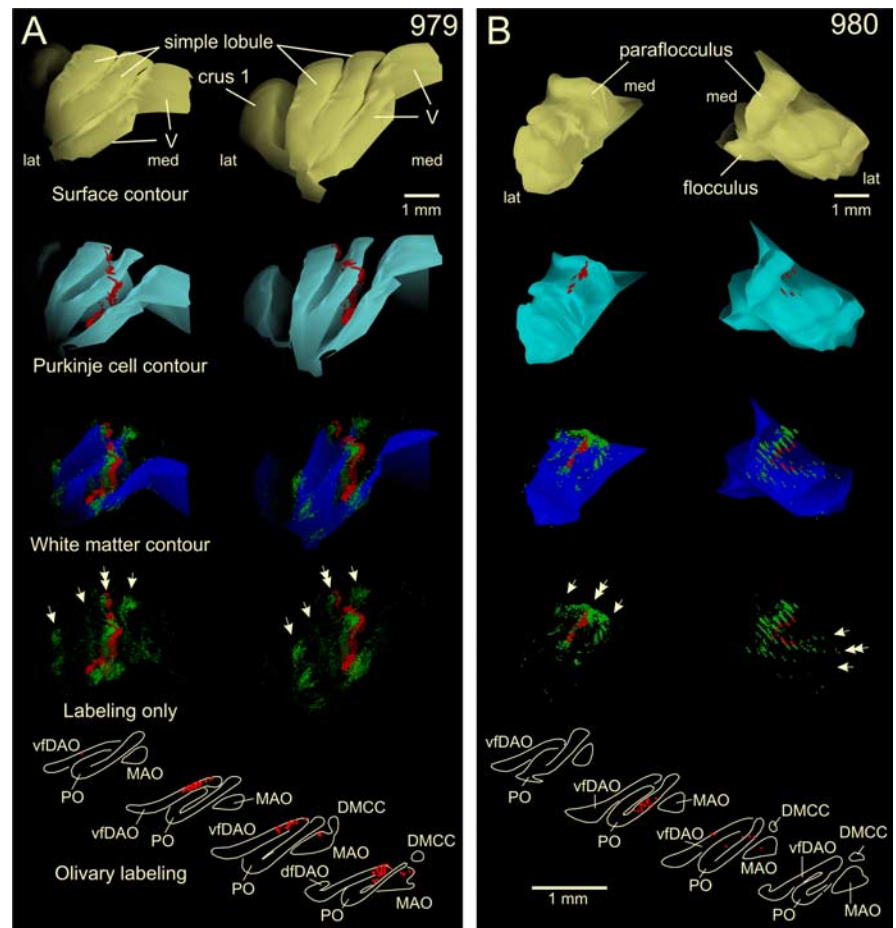 A
979
simple lobule
crus 1
V
V
lat
med
lat
med
Surface contour
1 mm
Purkinje cell contour
White matter contour
Labeling only
vfDAO
PO
MAO
vfDAO
PO
MAO
vfDAO
PO
MAO
DMCC
dfDAO
PO
MAO
Olivary labeling
B
980
paraflocculus
med
med
lat
flocculus
lat
1 mm
vfDAO
PO
vfDAO
PO
MAO
vfDAO
PO
MAO
DMCC
vfDAO
PO
DMCC
MAO
1 mm